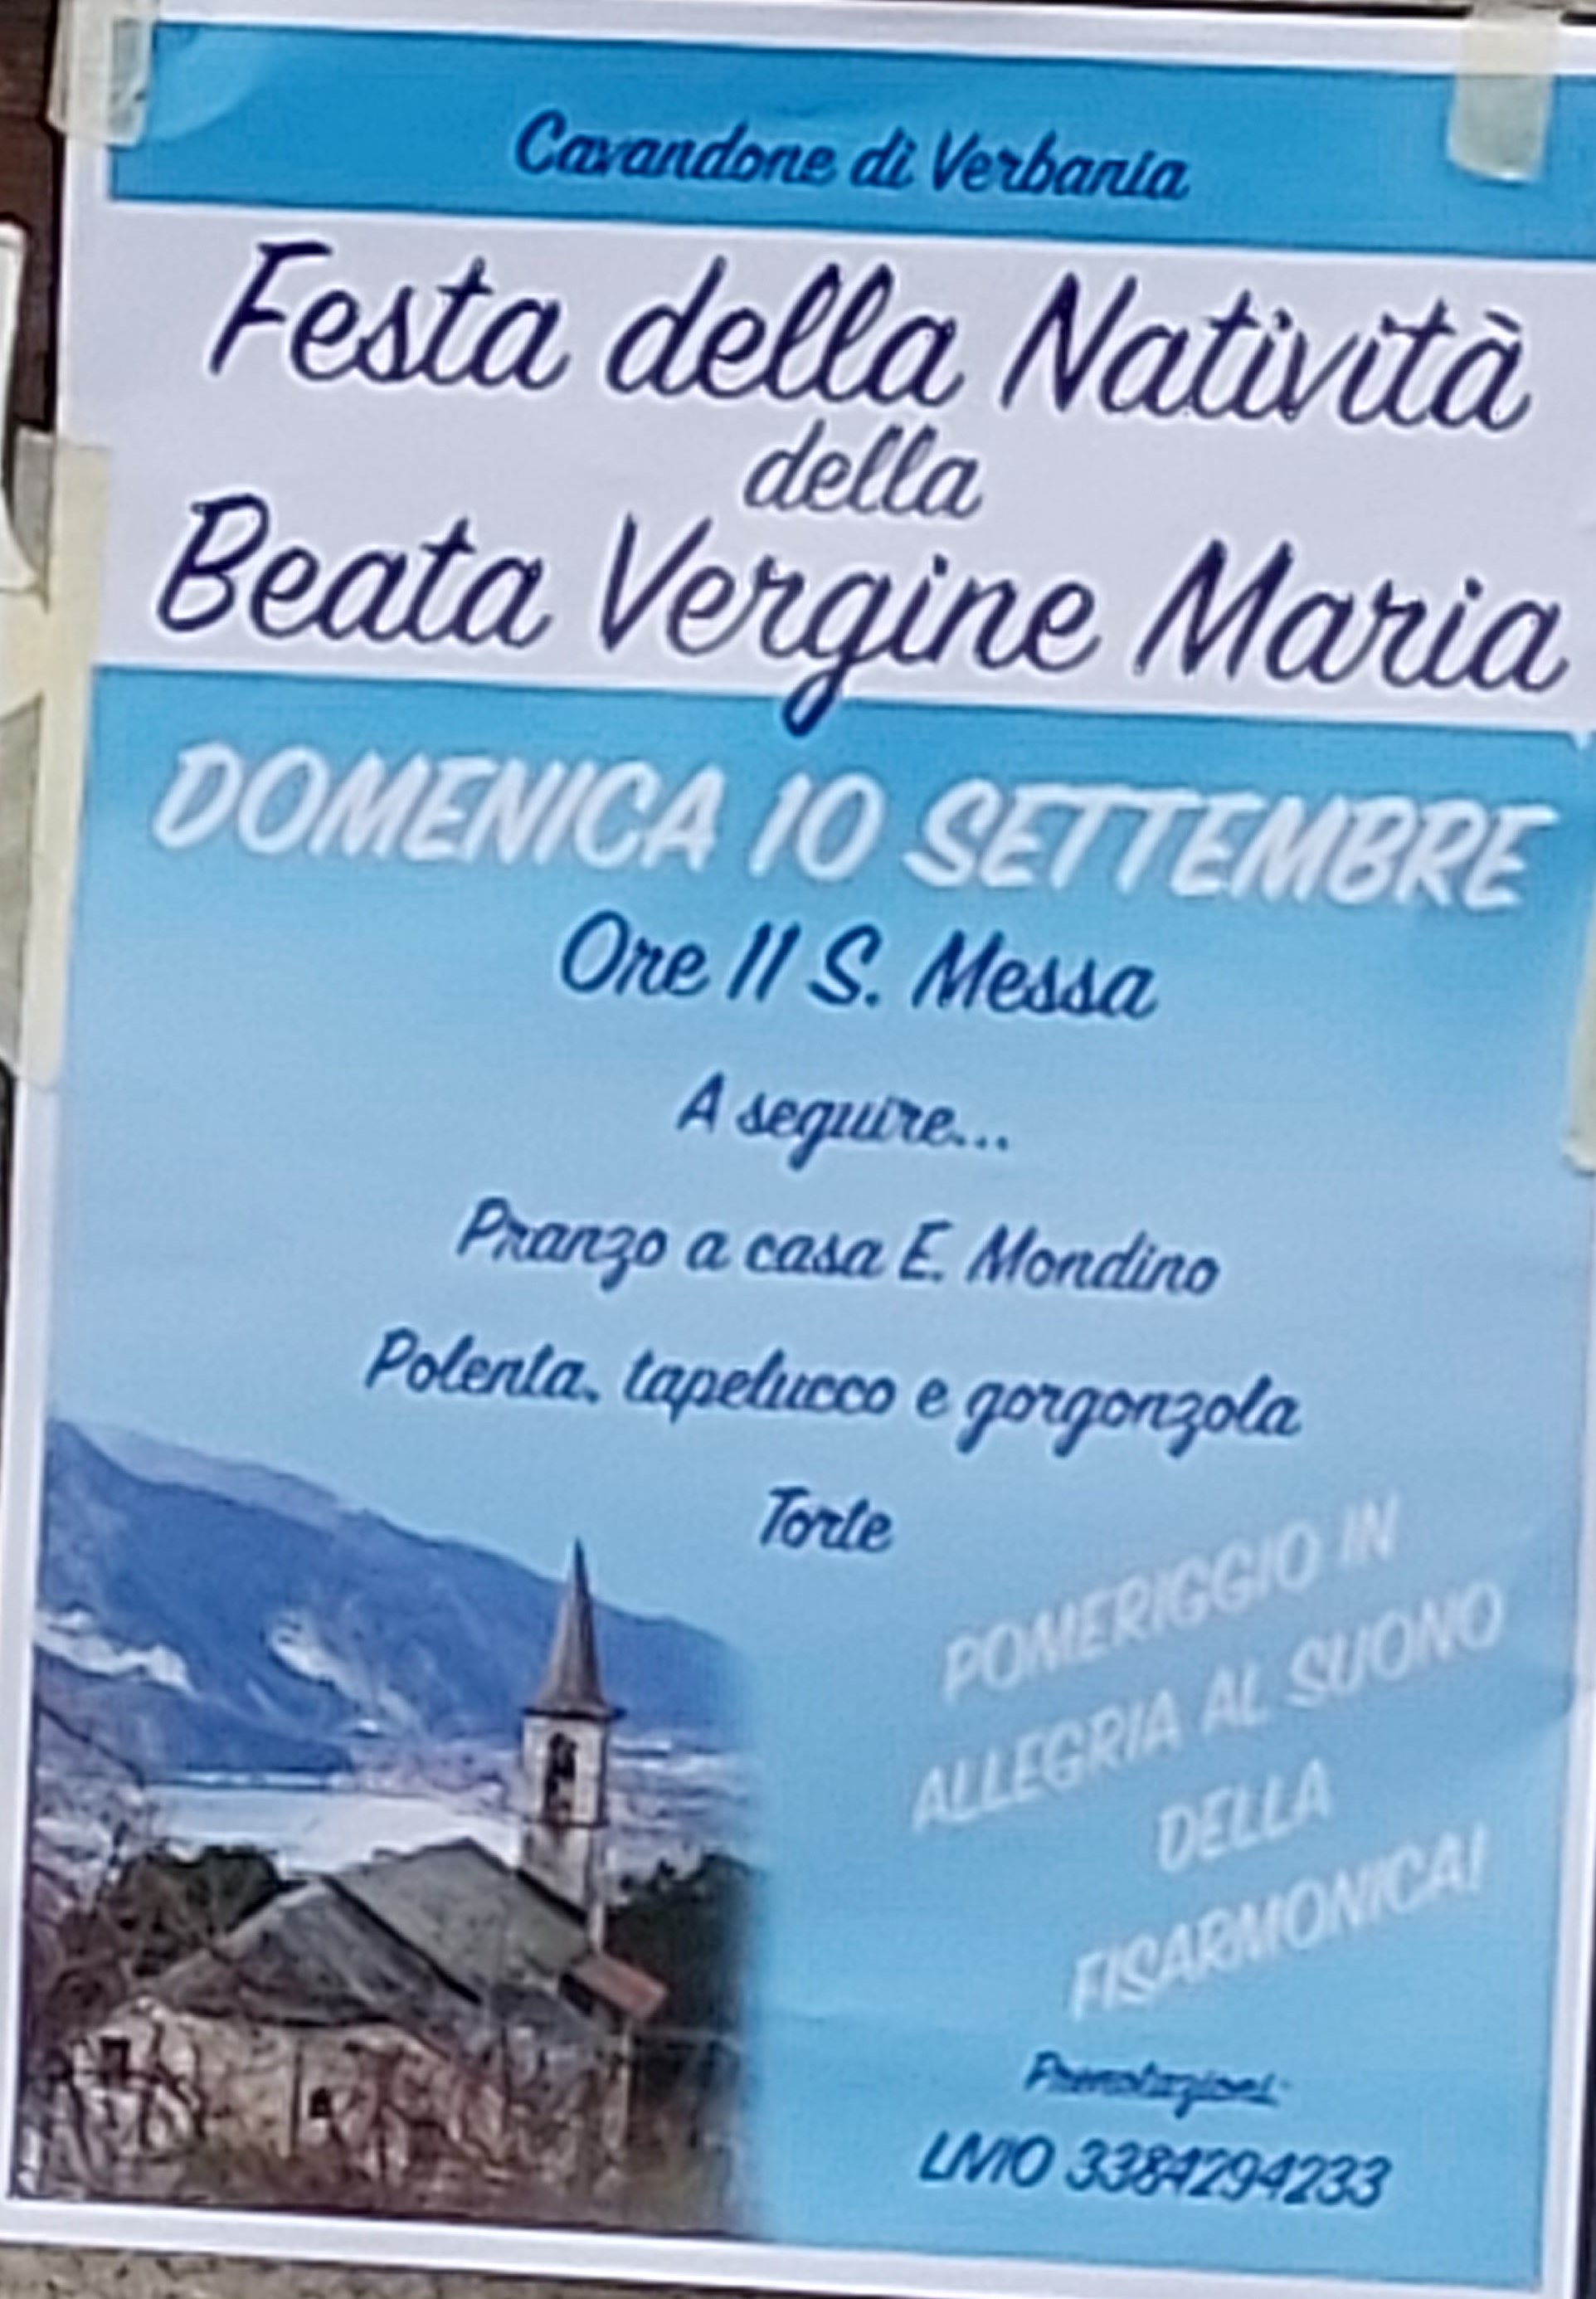 Cavandone di Verbania
Festa della Natività
della
Beata Vergine Maria
DOMENICA 10 SETTEMBRE
Ore 11 S. Messa
A seguire...
Pranzo a casa E. Mondino
Polenta, tapelucco e gorgonzola
Torte
POMERIGGIO IN
ALLEGRIA AL SUONO
DELLA
FISARMONICA!
Prenotazioni:
LIVIO 3384294233